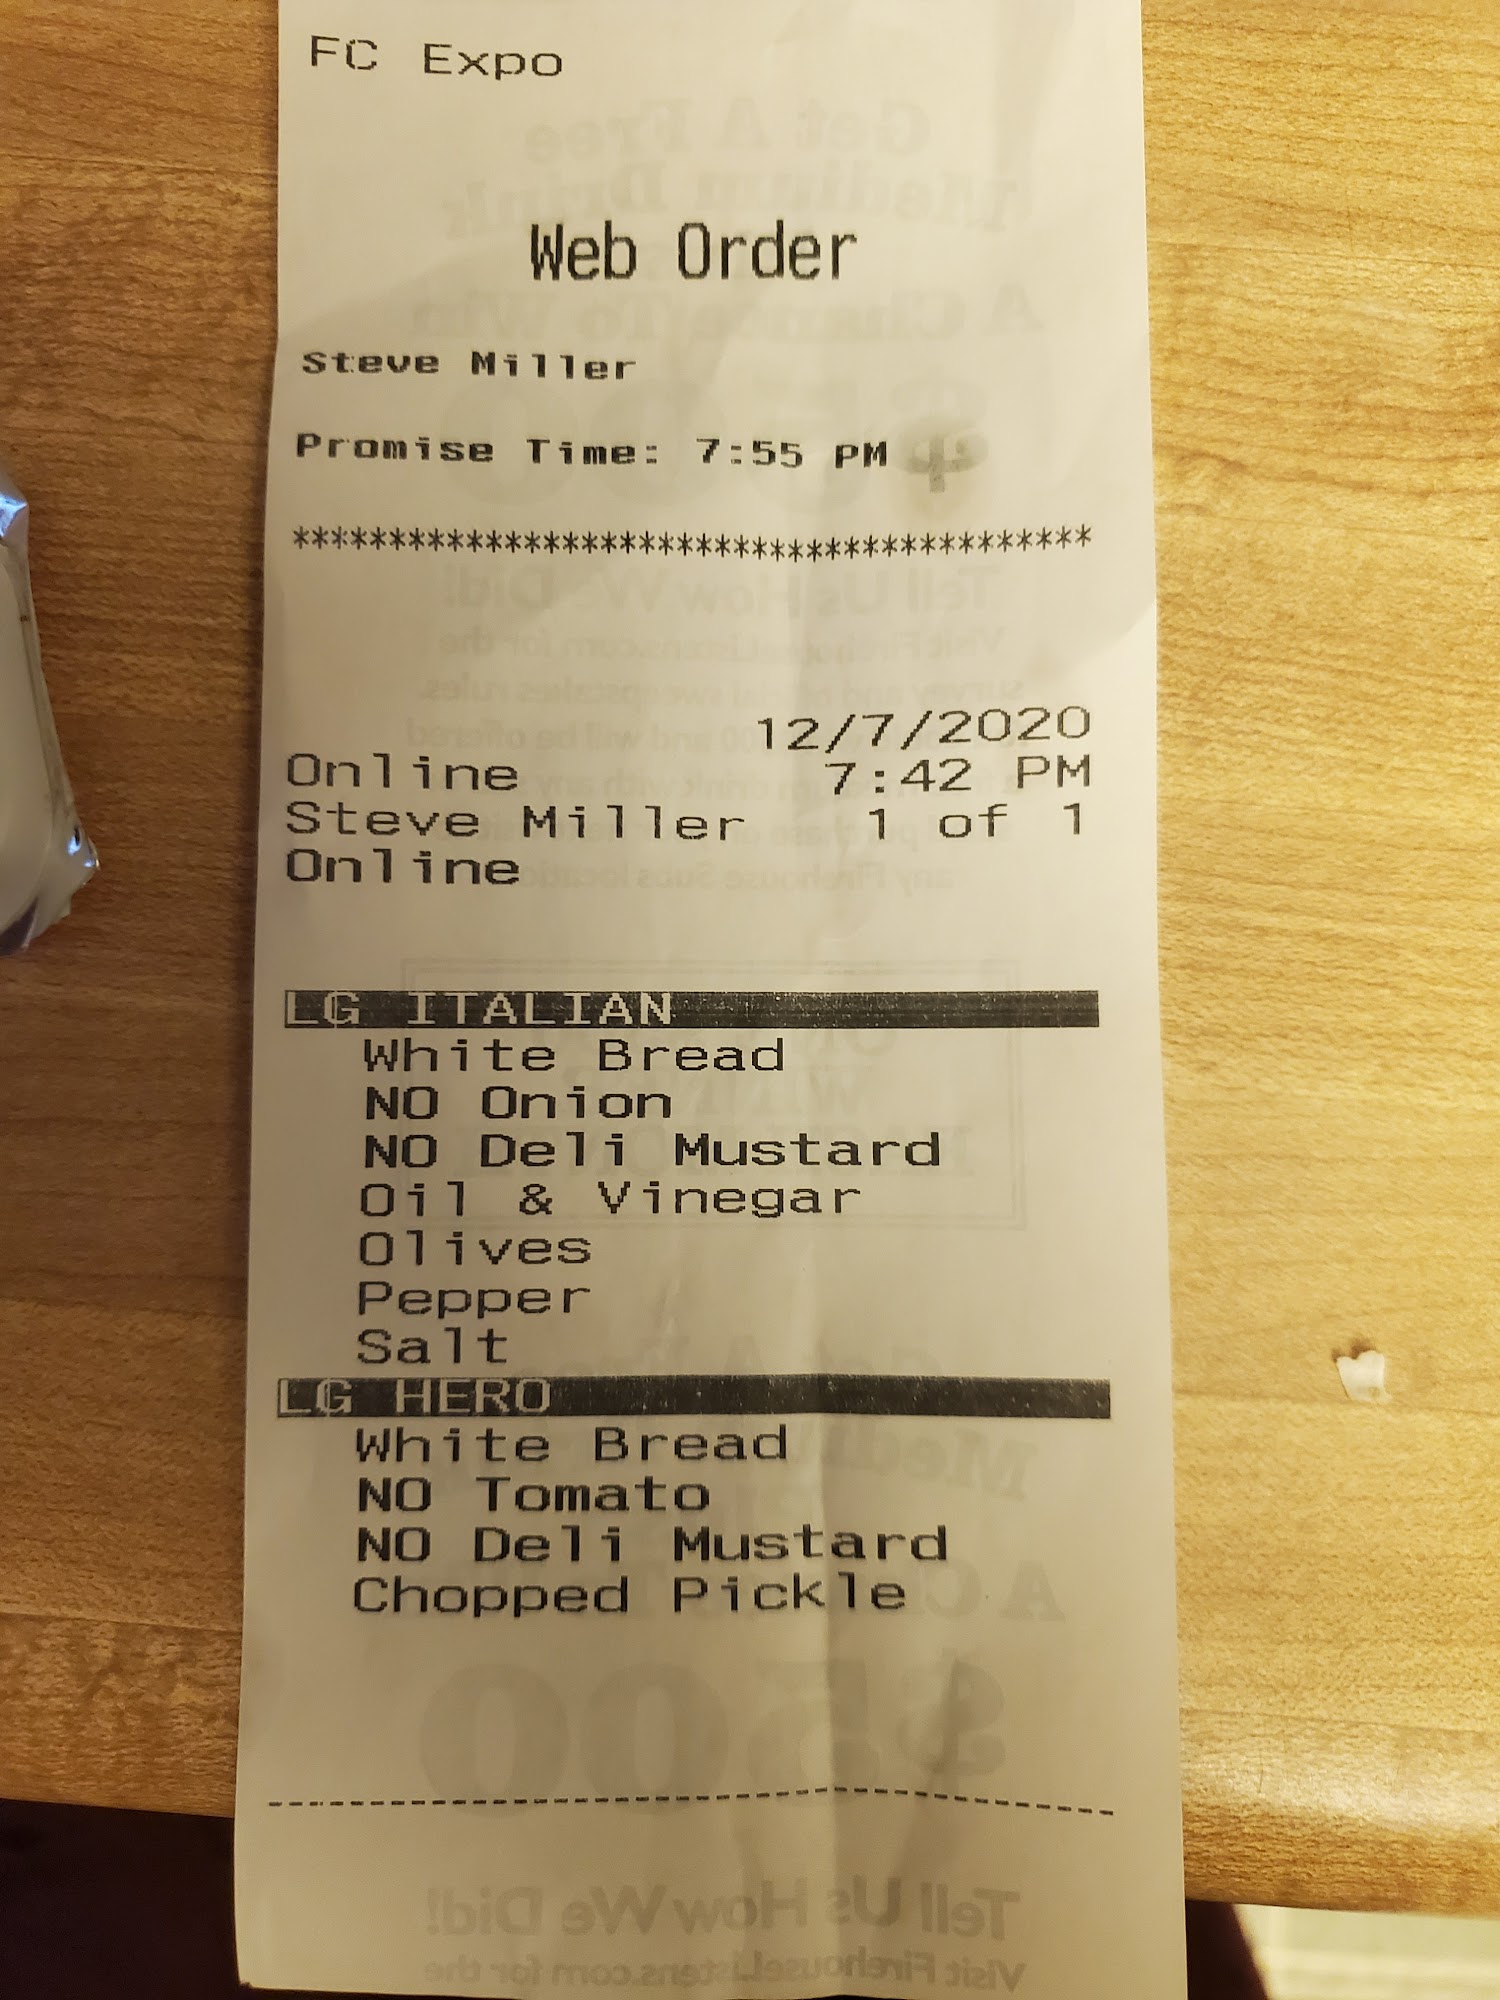 FC Expo
Web Order
Steve Miller
Promise Time: 7:55 PM
*****************************************
12/7/2020
Online 7:42 PM
Steve Miller 1 of 1
Online
LG ITALIAN
White Bread
NO Onion
NO Deli Mustard
Oil & Vinegar
Olives
Pepper
Salt
LG HERO
White Bread
NO Tomato
NO Deli Mustard
Chopped Pickle